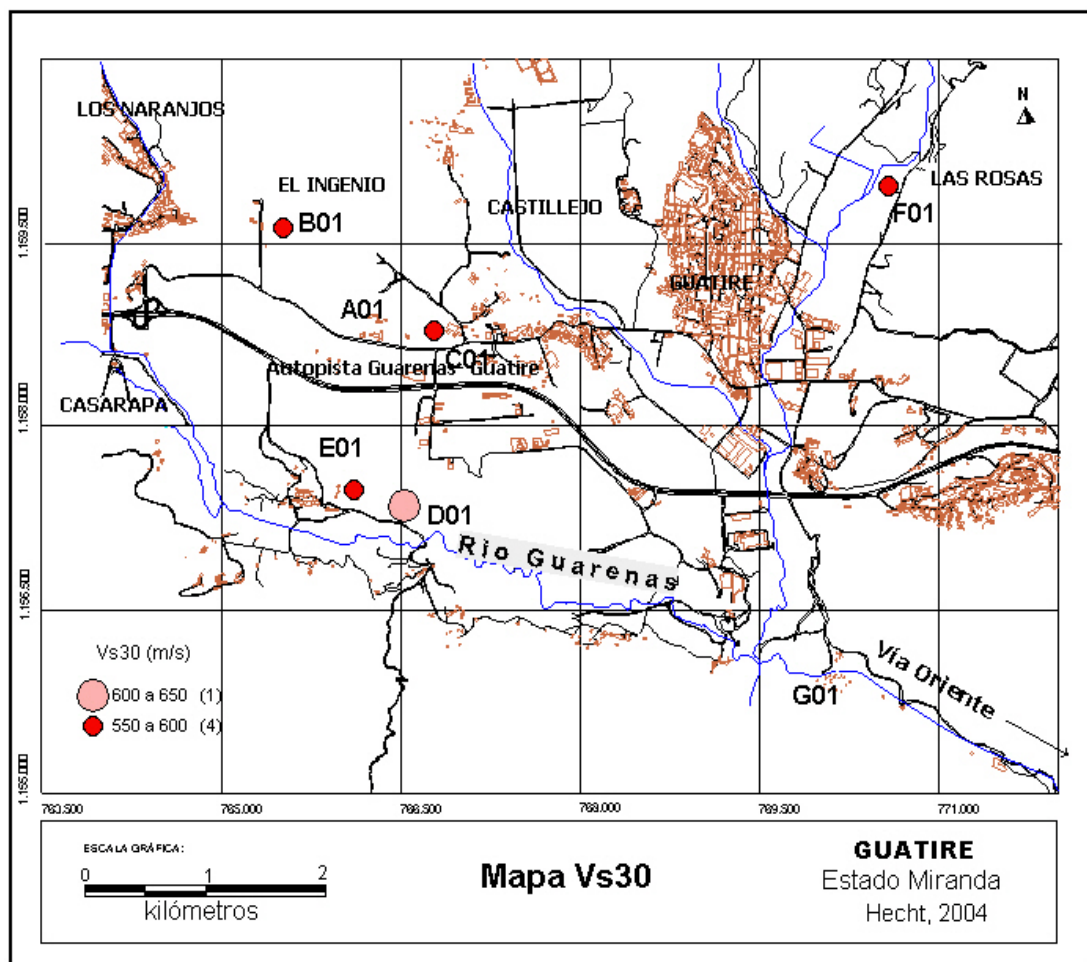 LOS NARANJOS
N
EL INGENIO
LAS ROSAS
CASTILLEJO
F01
B01
GUATIRE
A01
C01
Autopista Guarenas - Guatire
CASARAPA
E01
D01
Rio Guarenas
Vs30 (m/s)
600 a 650 (1)
550 a 600 (4)
G01
Vía Oriente
1.159.500
1.158.000
1.156.500
1.155.000
763.500
765.000
766.500
768.000
769.500
771.000
ESCALA GRÁFICA:
0 1 2
kilómetros
Mapa Vs30
GUATIRE
Estado Miranda
Hecht, 2004